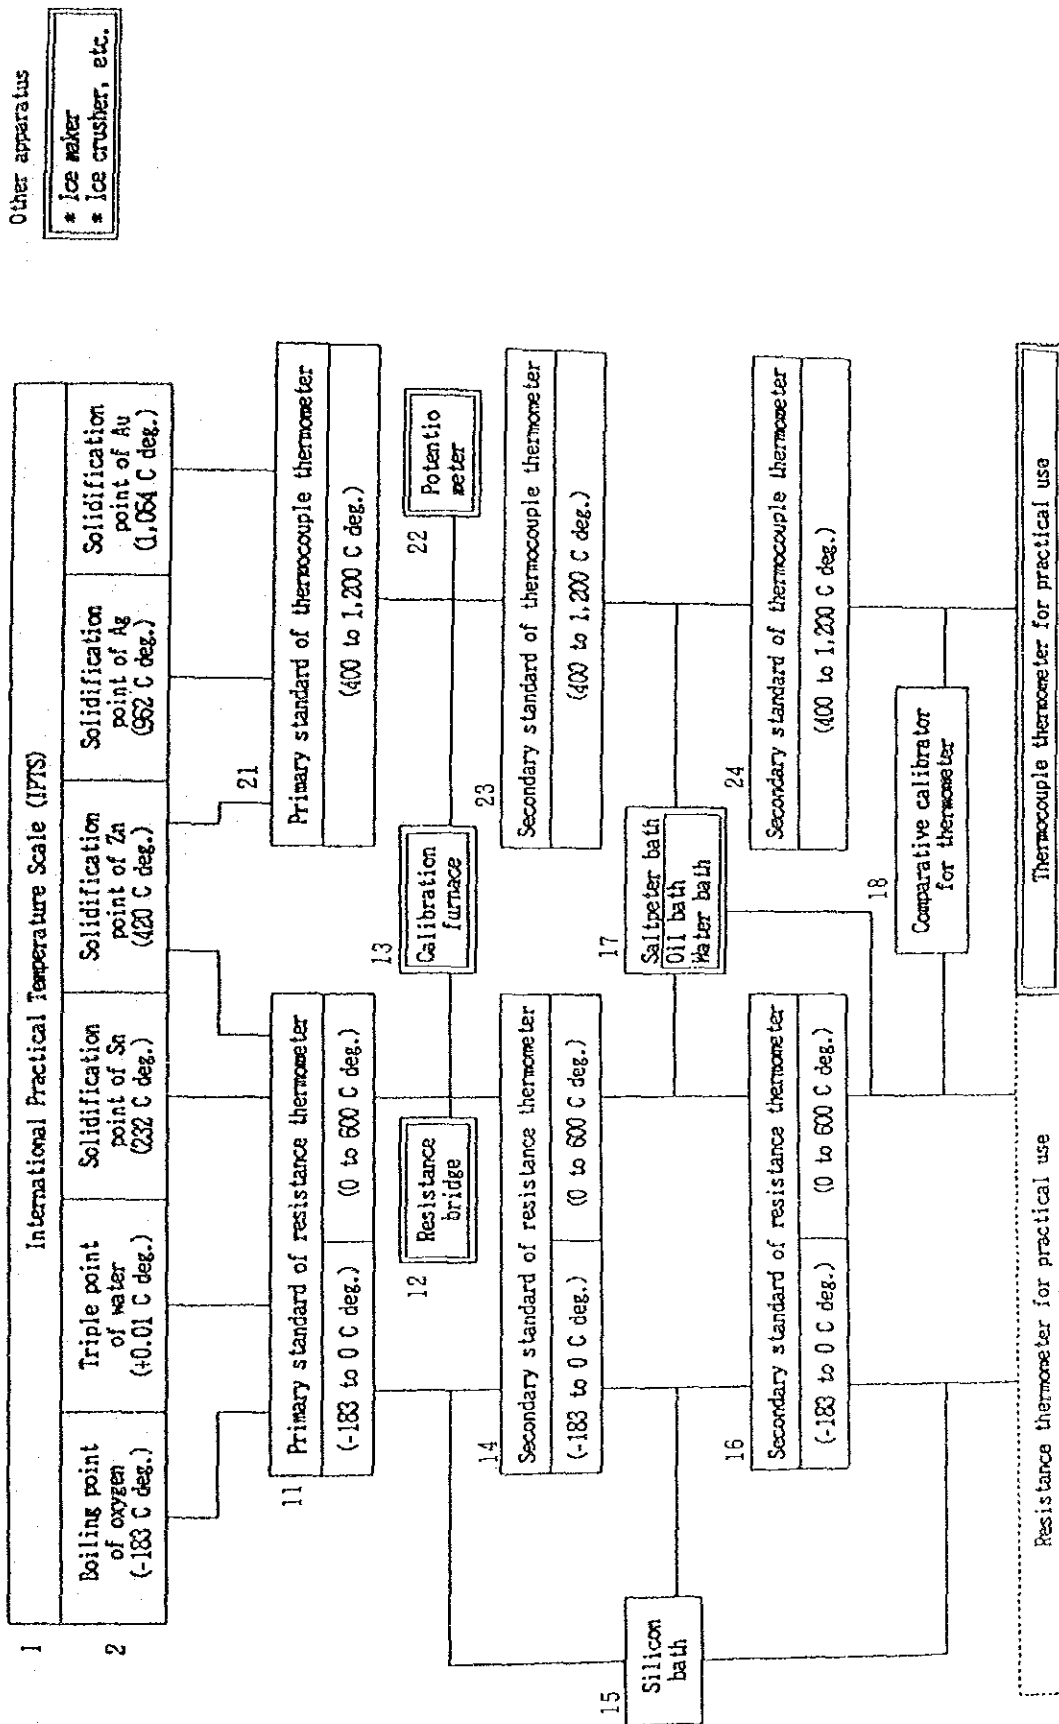 Other apparatus
* Ice maker
* Ice crusher, etc.
1
International Practical Temperature Scale (IPTS)
2
Boiling point
of oxygen
(-183 C deg.)
Triple point
of water
(+0.01 C deg.)
Solidification
point of Sn
(232 C deg.)
Solidification
point of Zn
(420 C deg.)
Solidification
point of Ag
(962 C deg.)
Solidification
point of Au
(1,064 C deg.)
11
Primary standard of resistance thermometer
(-183 to 0 C deg.)
(0 to 600 C deg.)
21
Primary standard of thermocouple thermometer
(400 to 1,200 C deg.)
12
Resistance
bridge
13
Calibration
furnace
22
Potentio
meter
14
Secondary standard of resistance thermometer
(-183 to 0 C deg.)
(0 to 600 C deg.)
23
Secondary standard of thermocouple thermometer
(400 to 1,200 C deg.)
15
Silicon
bath
17
Saltpeter bath
Oil bath
Water bath
16
Secondary standard of resistance thermometer
(-183 to 0 C deg.)
(0 to 600 C deg.)
24
Secondary standard of thermocouple thermometer
(400 to 1,200 C deg.)
18
Comparative calibrator
for thermometer
Resistance thermometer for practical use
Thermocouple thermometer for practical use